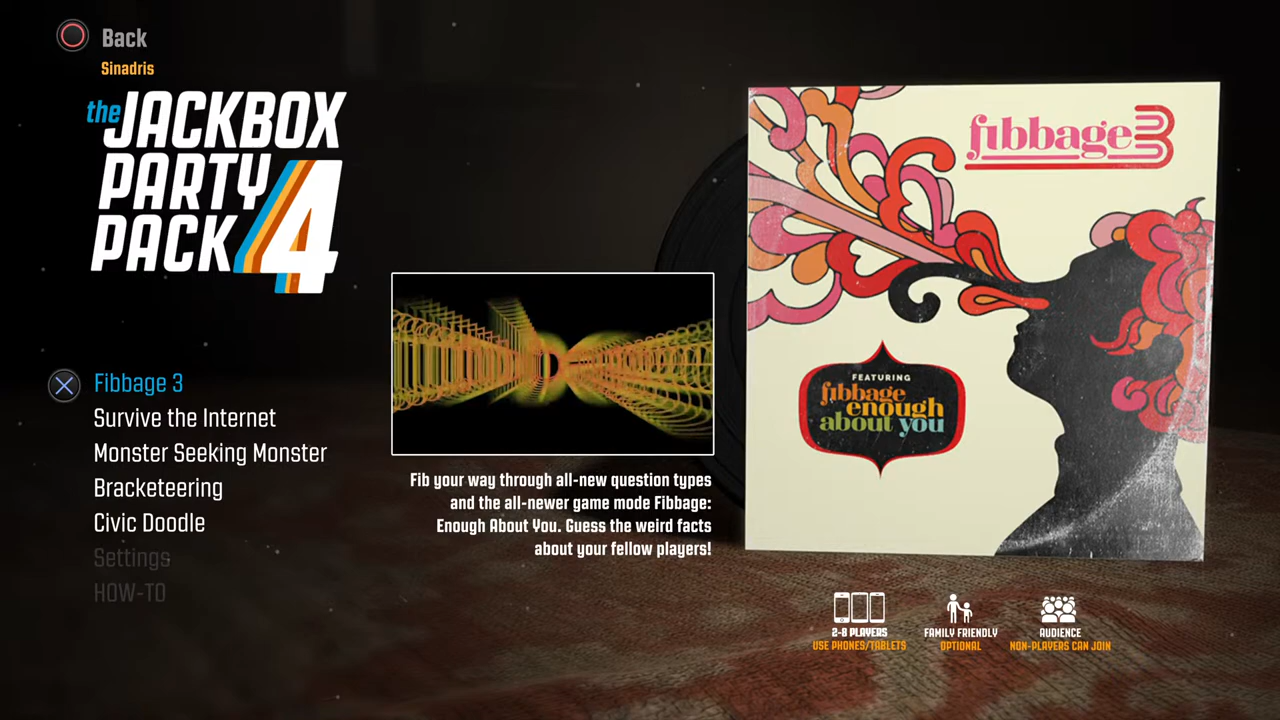 Back
Sinadris
the JACKBOX
PARTY
PACK 4
Fibbage 3
Survive the Internet
Monster Seeking Monster
Bracketeering
Civic Doodle
Settings
HOW-TO
Fib your way through all-new question types
and the all-newer game mode Fibbage:
Enough About You. Guess the weird facts
about your fellow players!
fibbage 3
FEATURING
fibbage
enough
about you
2-8 PLAYERS
USE PHONES/TABLETS
FAMILY FRIENDLY
OPTIONAL
AUDIENCE
NON-PLAYERS CAN JOIN